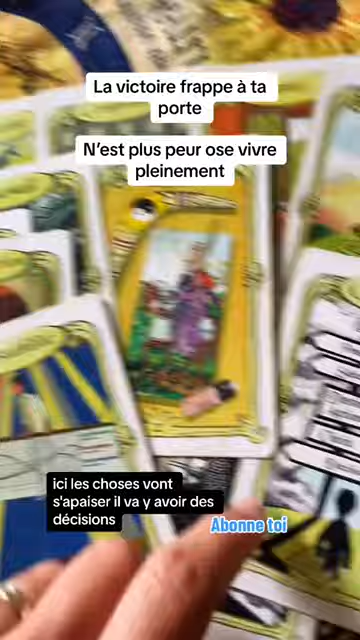 La victoire frappe à ta
porte
N'est plus peur ose vivre
pleinement
ici les choses vont
s'apaiser il va y avoir des
décisions
Abonne toi